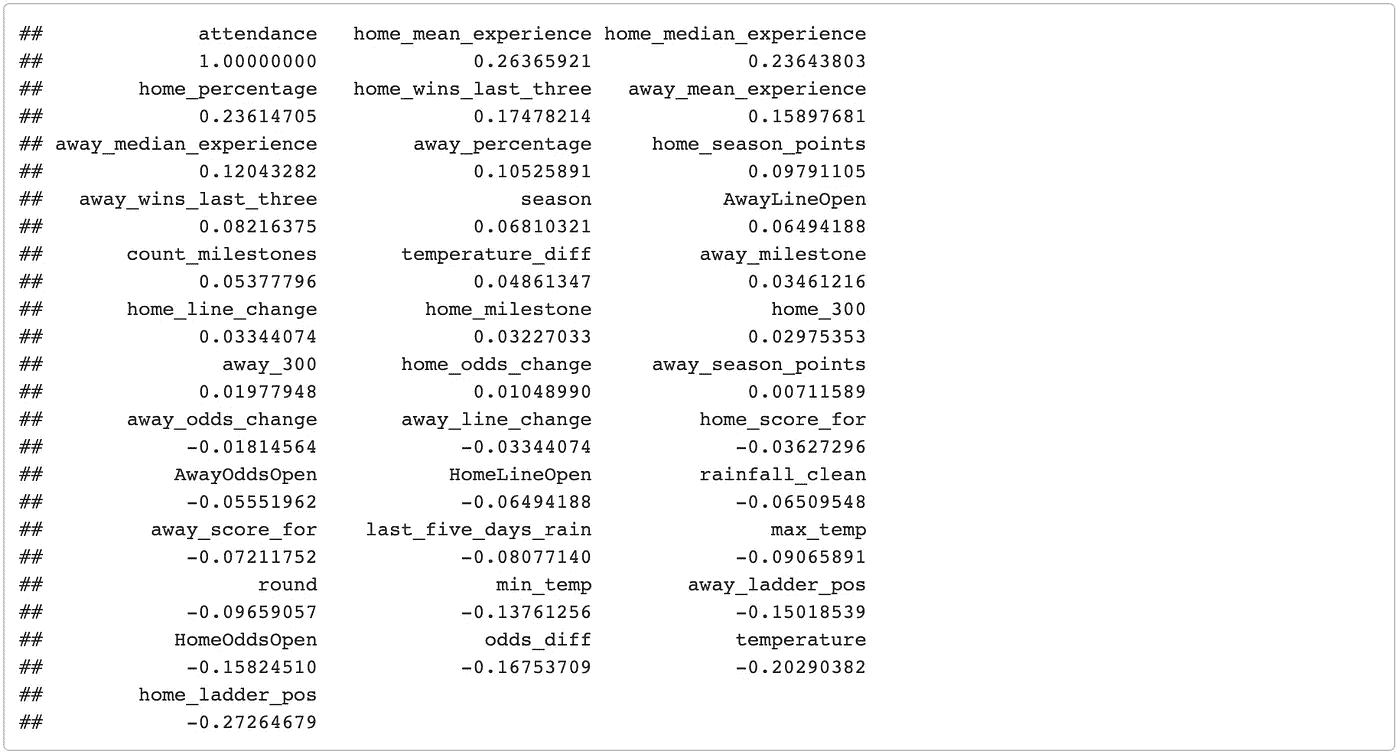 ##             attendance   home_mean_experience home_median_experience
##             1.00000000             0.26365921             0.23643803
##        home_percentage   home_wins_last_three   away_mean_experience
##             0.23614705             0.17478214             0.15897681
## away_median_experience        away_percentage     home_season_points
##             0.12043282             0.10525891             0.09791105
##   away_wins_last_three                 season           AwayLineOpen
##             0.08216375             0.06810321             0.06494188
##       count_milestones       temperature_diff         away_milestone
##             0.05377796             0.04861347             0.03461216
##       home_line_change         home_milestone               home_300
##             0.03344074             0.03227033             0.02975353
##               away_300       home_odds_change     away_season_points
##             0.01977948             0.01048990             0.00711589
##       away_odds_change       away_line_change         home_score_for
##            -0.01814564            -0.03344074            -0.03627296
##           AwayOddsOpen           HomeLineOpen         rainfall_clean
##            -0.05551962            -0.06494188            -0.06509548
##         away_score_for    last_five_days_rain               max_temp
##            -0.07211752            -0.08077140            -0.09065891
##                  round               min_temp        away_ladder_pos
##            -0.09659057            -0.13761256            -0.15018539
##           HomeOddsOpen              odds_diff            temperature
##            -0.15824510            -0.16753709            -0.20290382
##        home_ladder_pos
##            -0.27264679